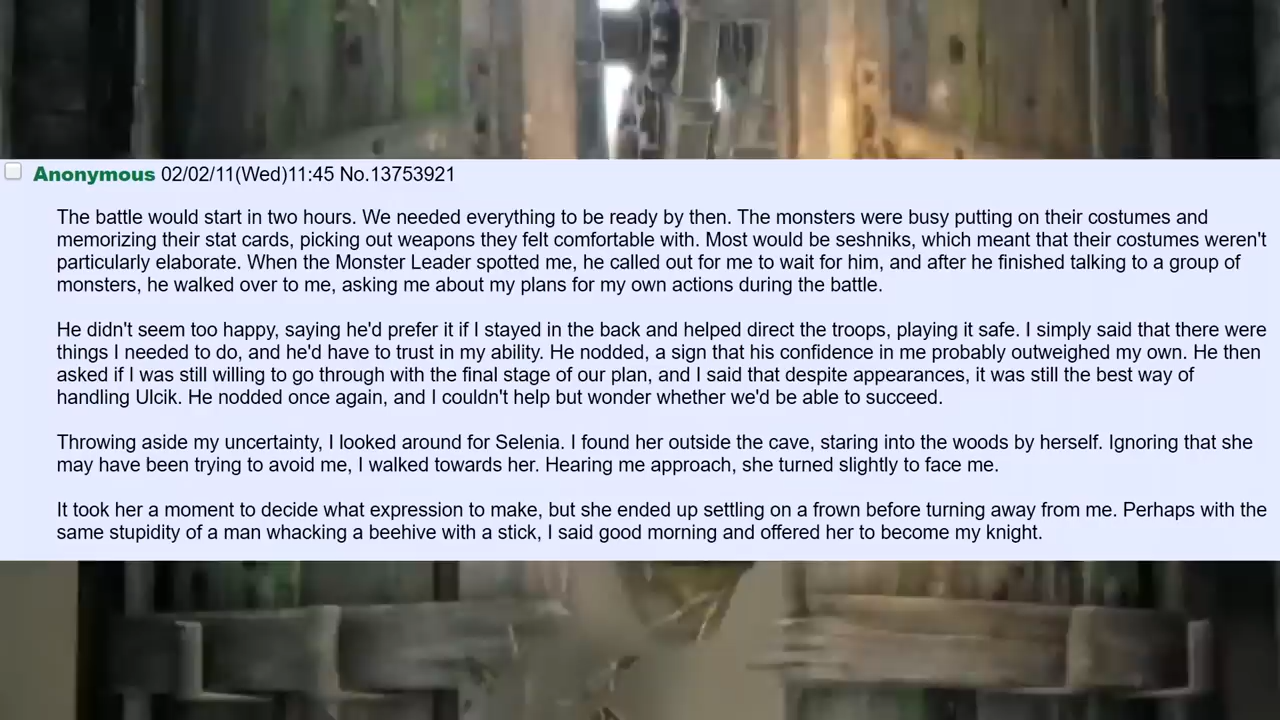 Anonymous 02/02/11(Wed)11:45 No.13753921
The battle would start in two hours. We needed everything to be ready by then. The monsters were busy putting on their costumes and
memorizing their stat cards, picking out weapons they felt comfortable with. Most would be seshniks, which meant that their costumes weren't
particularly elaborate. When the Monster Leader spotted me, he called out for me to wait for him, and after he finished talking to a group of
monsters, he walked over to me, asking me about my plans for my own actions during the battle.
He didn't seem too happy, saying he'd prefer it if I stayed in the back and helped direct the troops, playing it safe. I simply said that there were
things I needed to do, and he'd have to trust in my ability. He nodded, a sign that his confidence in me probably outweighed my own. He then
asked if I was still willing to go through with the final stage of our plan, and I said that despite appearances, it was still the best way of
handling Ulcik. He nodded once again, and I couldn't help but wonder whether we'd be able to succeed.
Throwing aside my uncertainty, I looked around for Selenia. I found her outside the cave, staring into the woods by herself. Ignoring that she
may have been trying to avoid me, I walked towards her. Hearing me approach, she turned slightly to face me.
It took her a moment to decide what expression to make, but she ended up settling on a frown before turning away from me. Perhaps with the
same stupidity of a man whacking a beehive with a stick, I said good morning and offered her to become my knight.